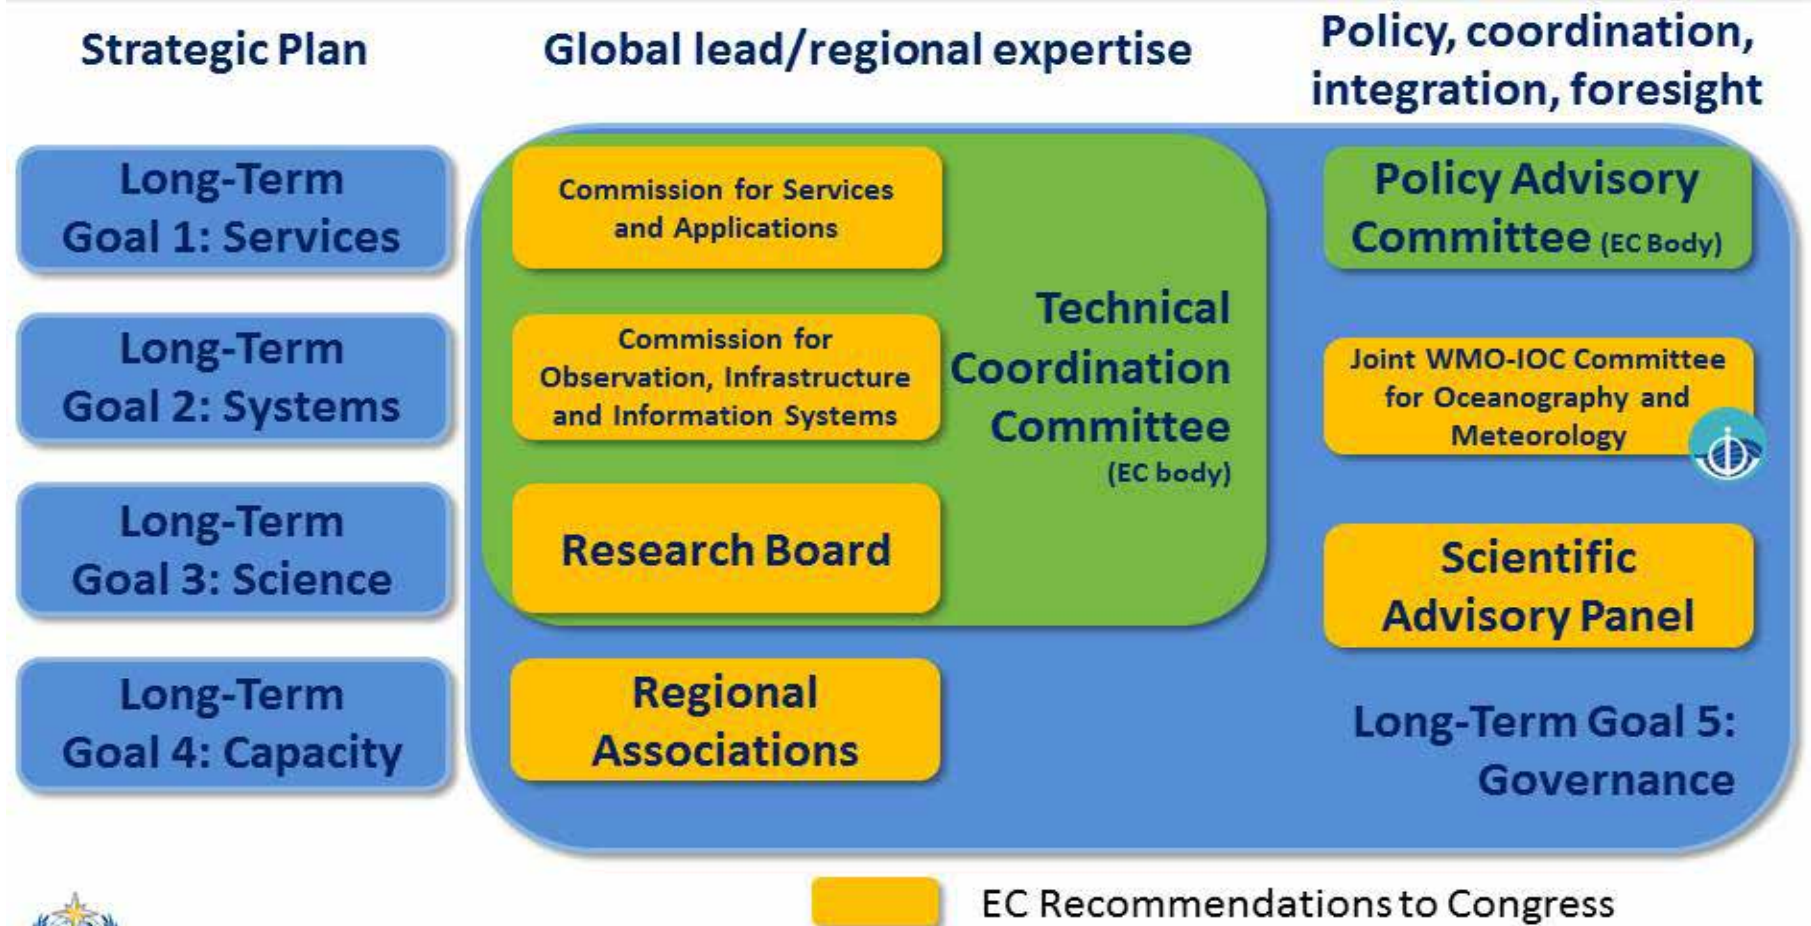 Strategic Plan
Global lead/regional expertise
Policy, coordination,
integration, foresight
Long-Term
Goal 1: Services
Commission for Services
and Applications
Policy Advisory
Committee (EC Body)
Long-Term
Goal 2: Systems
Commission for
Observation, Infrastructure
and Information Systems
Technical
Coordination
Committee
(EC body)
Joint WMO-IOC Committee
for Oceanography and
Meteorology
Long-Term
Goal 3: Science
Research Board
Scientific
Advisory Panel
Long-Term
Goal 4: Capacity
Regional
Associations
Long-Term Goal 5:
Governance
EC Recommendations to Congress